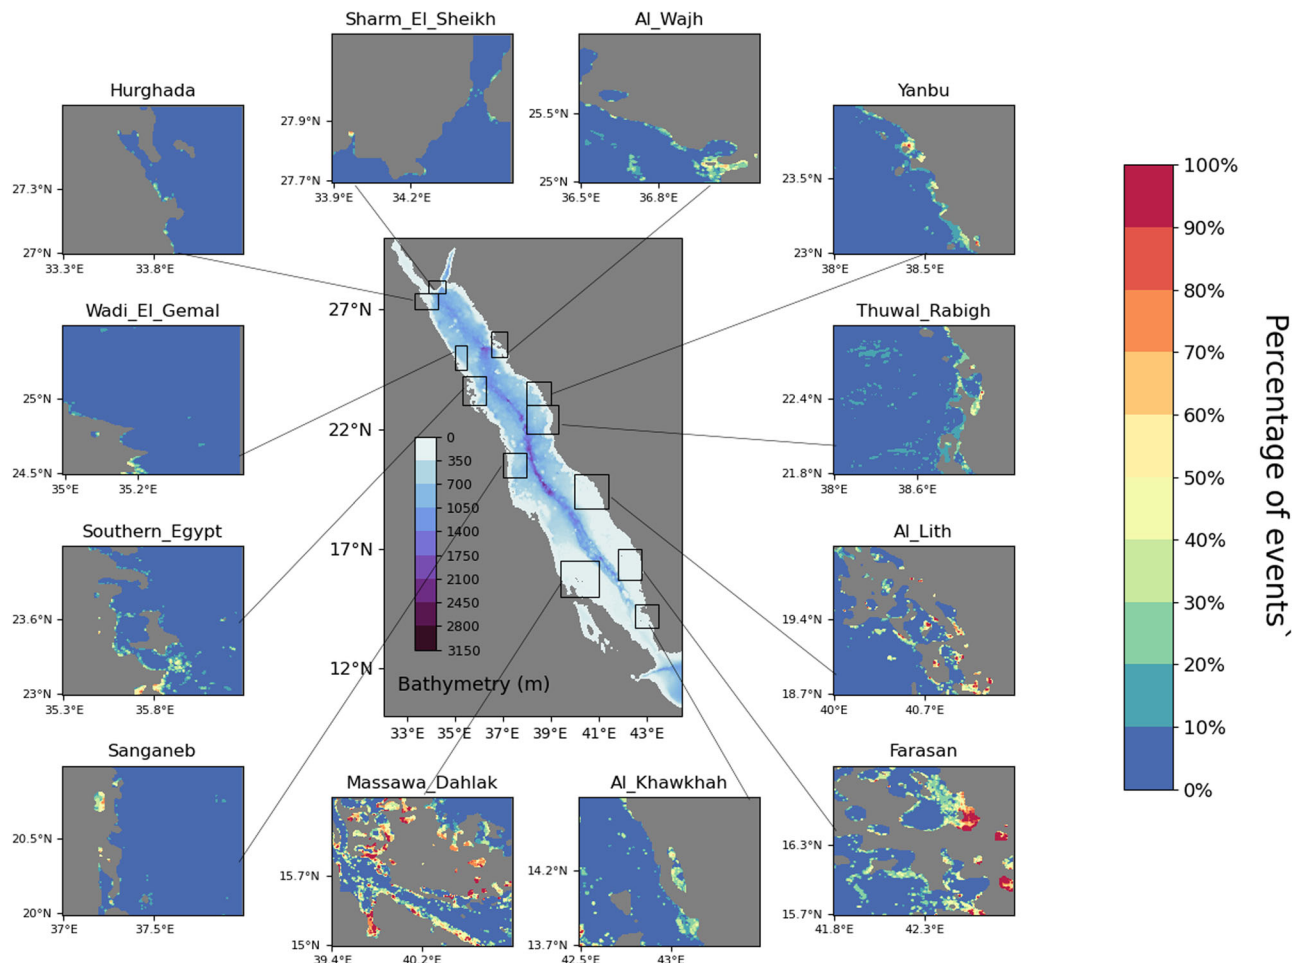 Sharm_El_Sheikh
27.9°N
27.7°N
33.9°E 34.2°E
Al_Wajh
25.5°N
25°N
36.5°E 36.8°E
Hurghada
27.3°N
27°N
33.3°E 33.8°E
Yanbu
23.5°N
23°N
38°E 38.5°E
Wadi_El_Gemal
25°N
24.5°N
35°E 35.2°E
Thuwal_Rabigh
22.4°N
21.8°N
38°E 38.6°E
Southern_Egypt
23.6°N
23°N
35.3°E 35.8°E
Al_Lith
19.4°N
18.7°N
40°E 40.7°E
Sanganeb
20.5°N
20°N
37°E 37.5°E
Massawa_Dahlak
15.7°N
15°N
39.4°E 40.2°E
Al_Khawkhah
14.2°N
13.7°N
42.5°E 43°E
Farasan
16.3°N
15.7°N
41.8°E 42.3°E
27°N
22°N
17°N
12°N
33°E 35°E 37°E 39°E 41°E 43°E
0
350
700
1050
1400
1750
2100
2450
2800
3150
Bathymetry (m)
100%
90%
80%
70%
60%
50%
40%
30%
20%
10%
0%
Percentage of events`